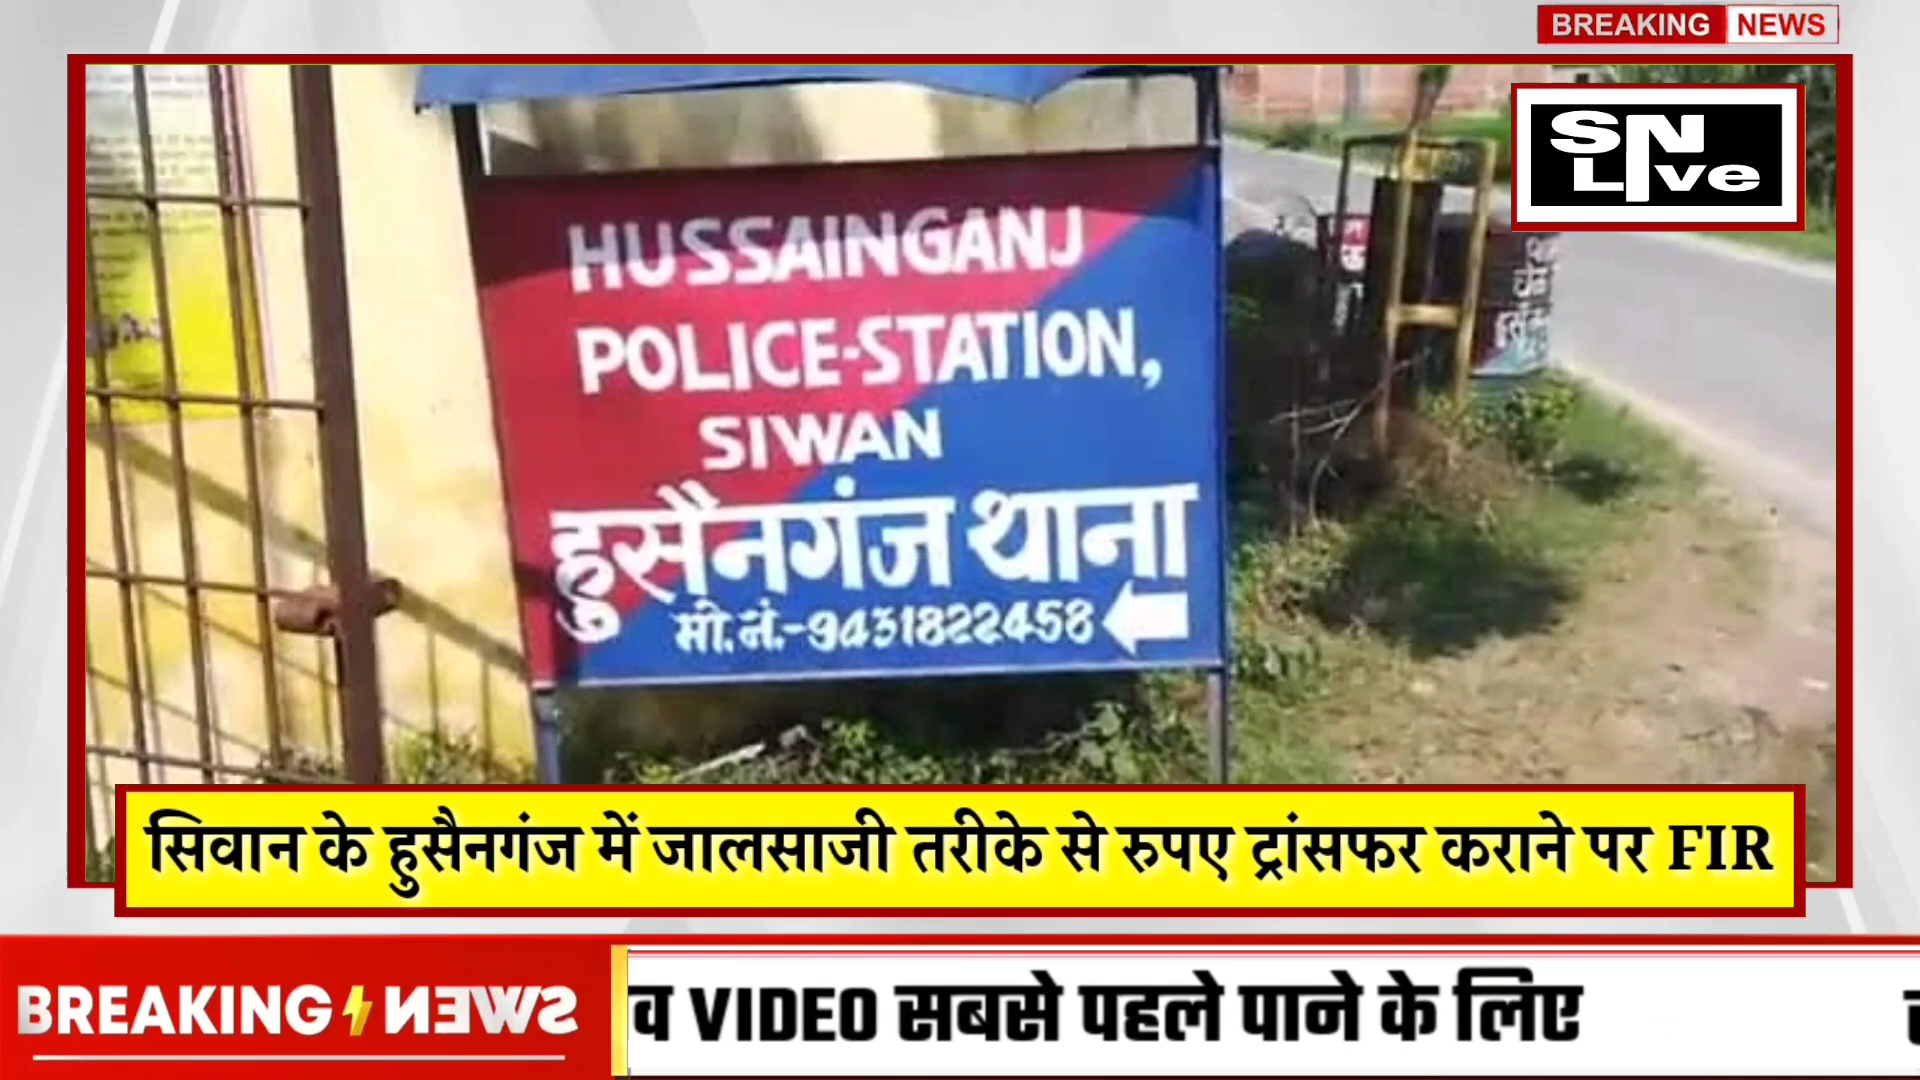 BREAKING NEWS
SN
Live
HUSSAINGANJ
POLICE-STATION,
SIWAN
हुसैनगंज थाना
मो.नं.-9431822458
सिवान के हुसैनगंज में जालसाजी तरीके से रुपए ट्रांसफर कराने पर FIR
BREAKING NEWS
व VIDEO सबसे पहले पाने के लिए